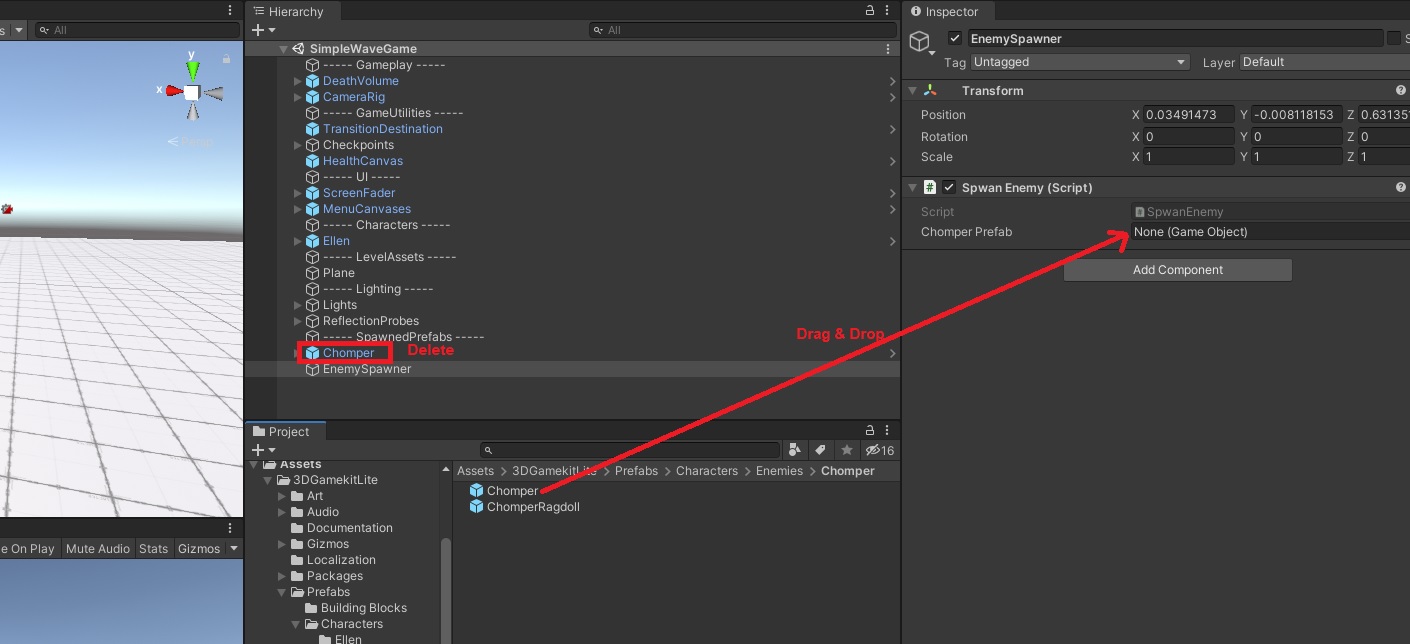 s
All
y
x
Persp
e On Play Mute Audio Stats Gizmos
Hierarchy
All
SimpleWaveGame
----- Gameplay -----
DeathVolume
CameraRig
----- GameUtilities -----
TransitionDestination
Checkpoints
HealthCanvas
----- UI -----
ScreenFader
MenuCanvases
----- Characters -----
Ellen
----- LevelAssets -----
Plane
----- Lighting -----
Lights
ReflectionProbes
----- SpawnedPrefabs -----
Chomper
Delete
EnemySpawner
Drag & Drop
Project
16
Assets
3DGamekitLite
Art
Audio
Documentation
Gizmos
Localization
Packages
Prefabs
Building Blocks
Characters
Ellen
Assets > 3DGamekitLite > Prefabs > Characters > Enemies > Chomper
Chomper
ChomperRagdoll
Inspector
EnemySpawner
S
Tag Untagged Layer Default
Transform
Position X 0.03491473 Y -0.008118153 Z 0.63135
Rotation X 0 Y 0 Z 0
Scale X 1 Y 1 Z 1
# Spwan Enemy (Script)
Script SpwanEnemy
Chomper Prefab None (Game Object)
Add Component